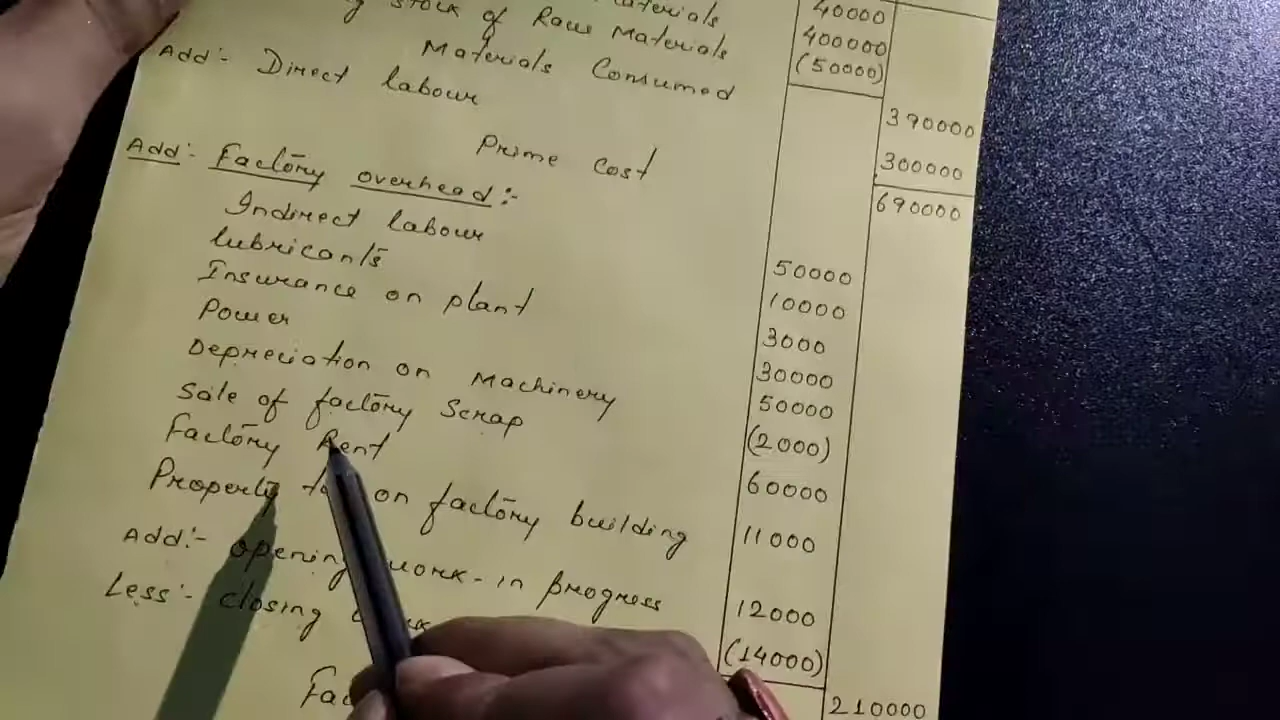 aterials 40000
stock of Raw Materials 400000
Materials Consumed (50000)
390000
Add:- Direct labour 300000
Prime Cost 690000
Add:- Factory overhead:-
Indirect labour 50000
lubricants 10000
Insurance on plant 3000
Power 30000
Depreciation on Machinery 50000
Sale of factory Scrap (2000)
Factory Rent 60000
Property on factory building 11000
Add:- opening work-in progress 12000
Less:- closing (14000)
Fac 210000